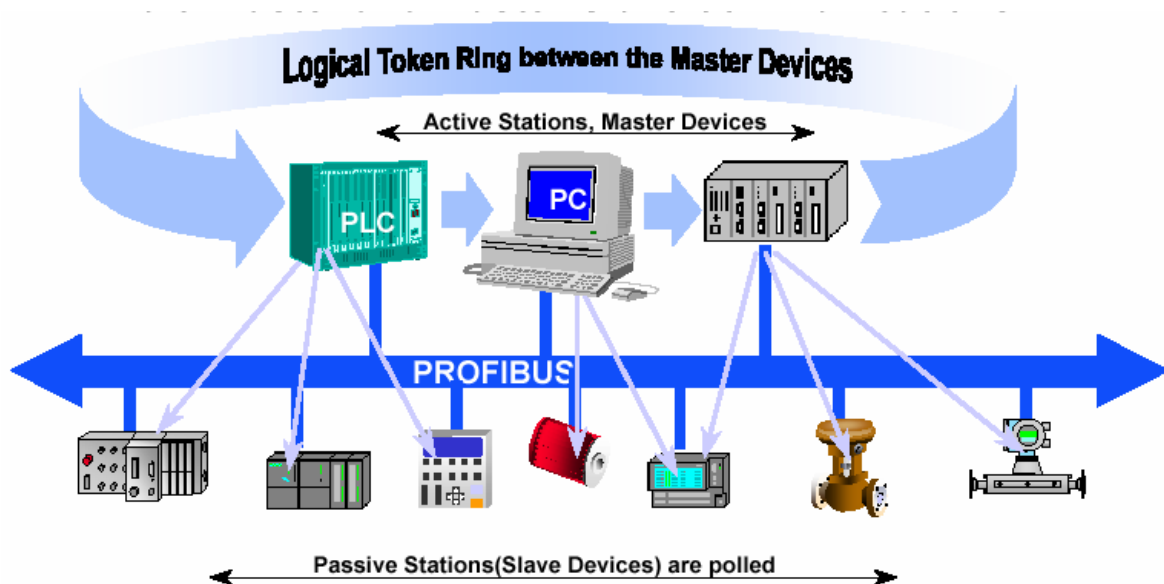 Logical Token Ring between the Master Devices
Active Stations, Master Devices
PLC
PC
PROFIBUS
Passive Stations(Slave Devices) are polled